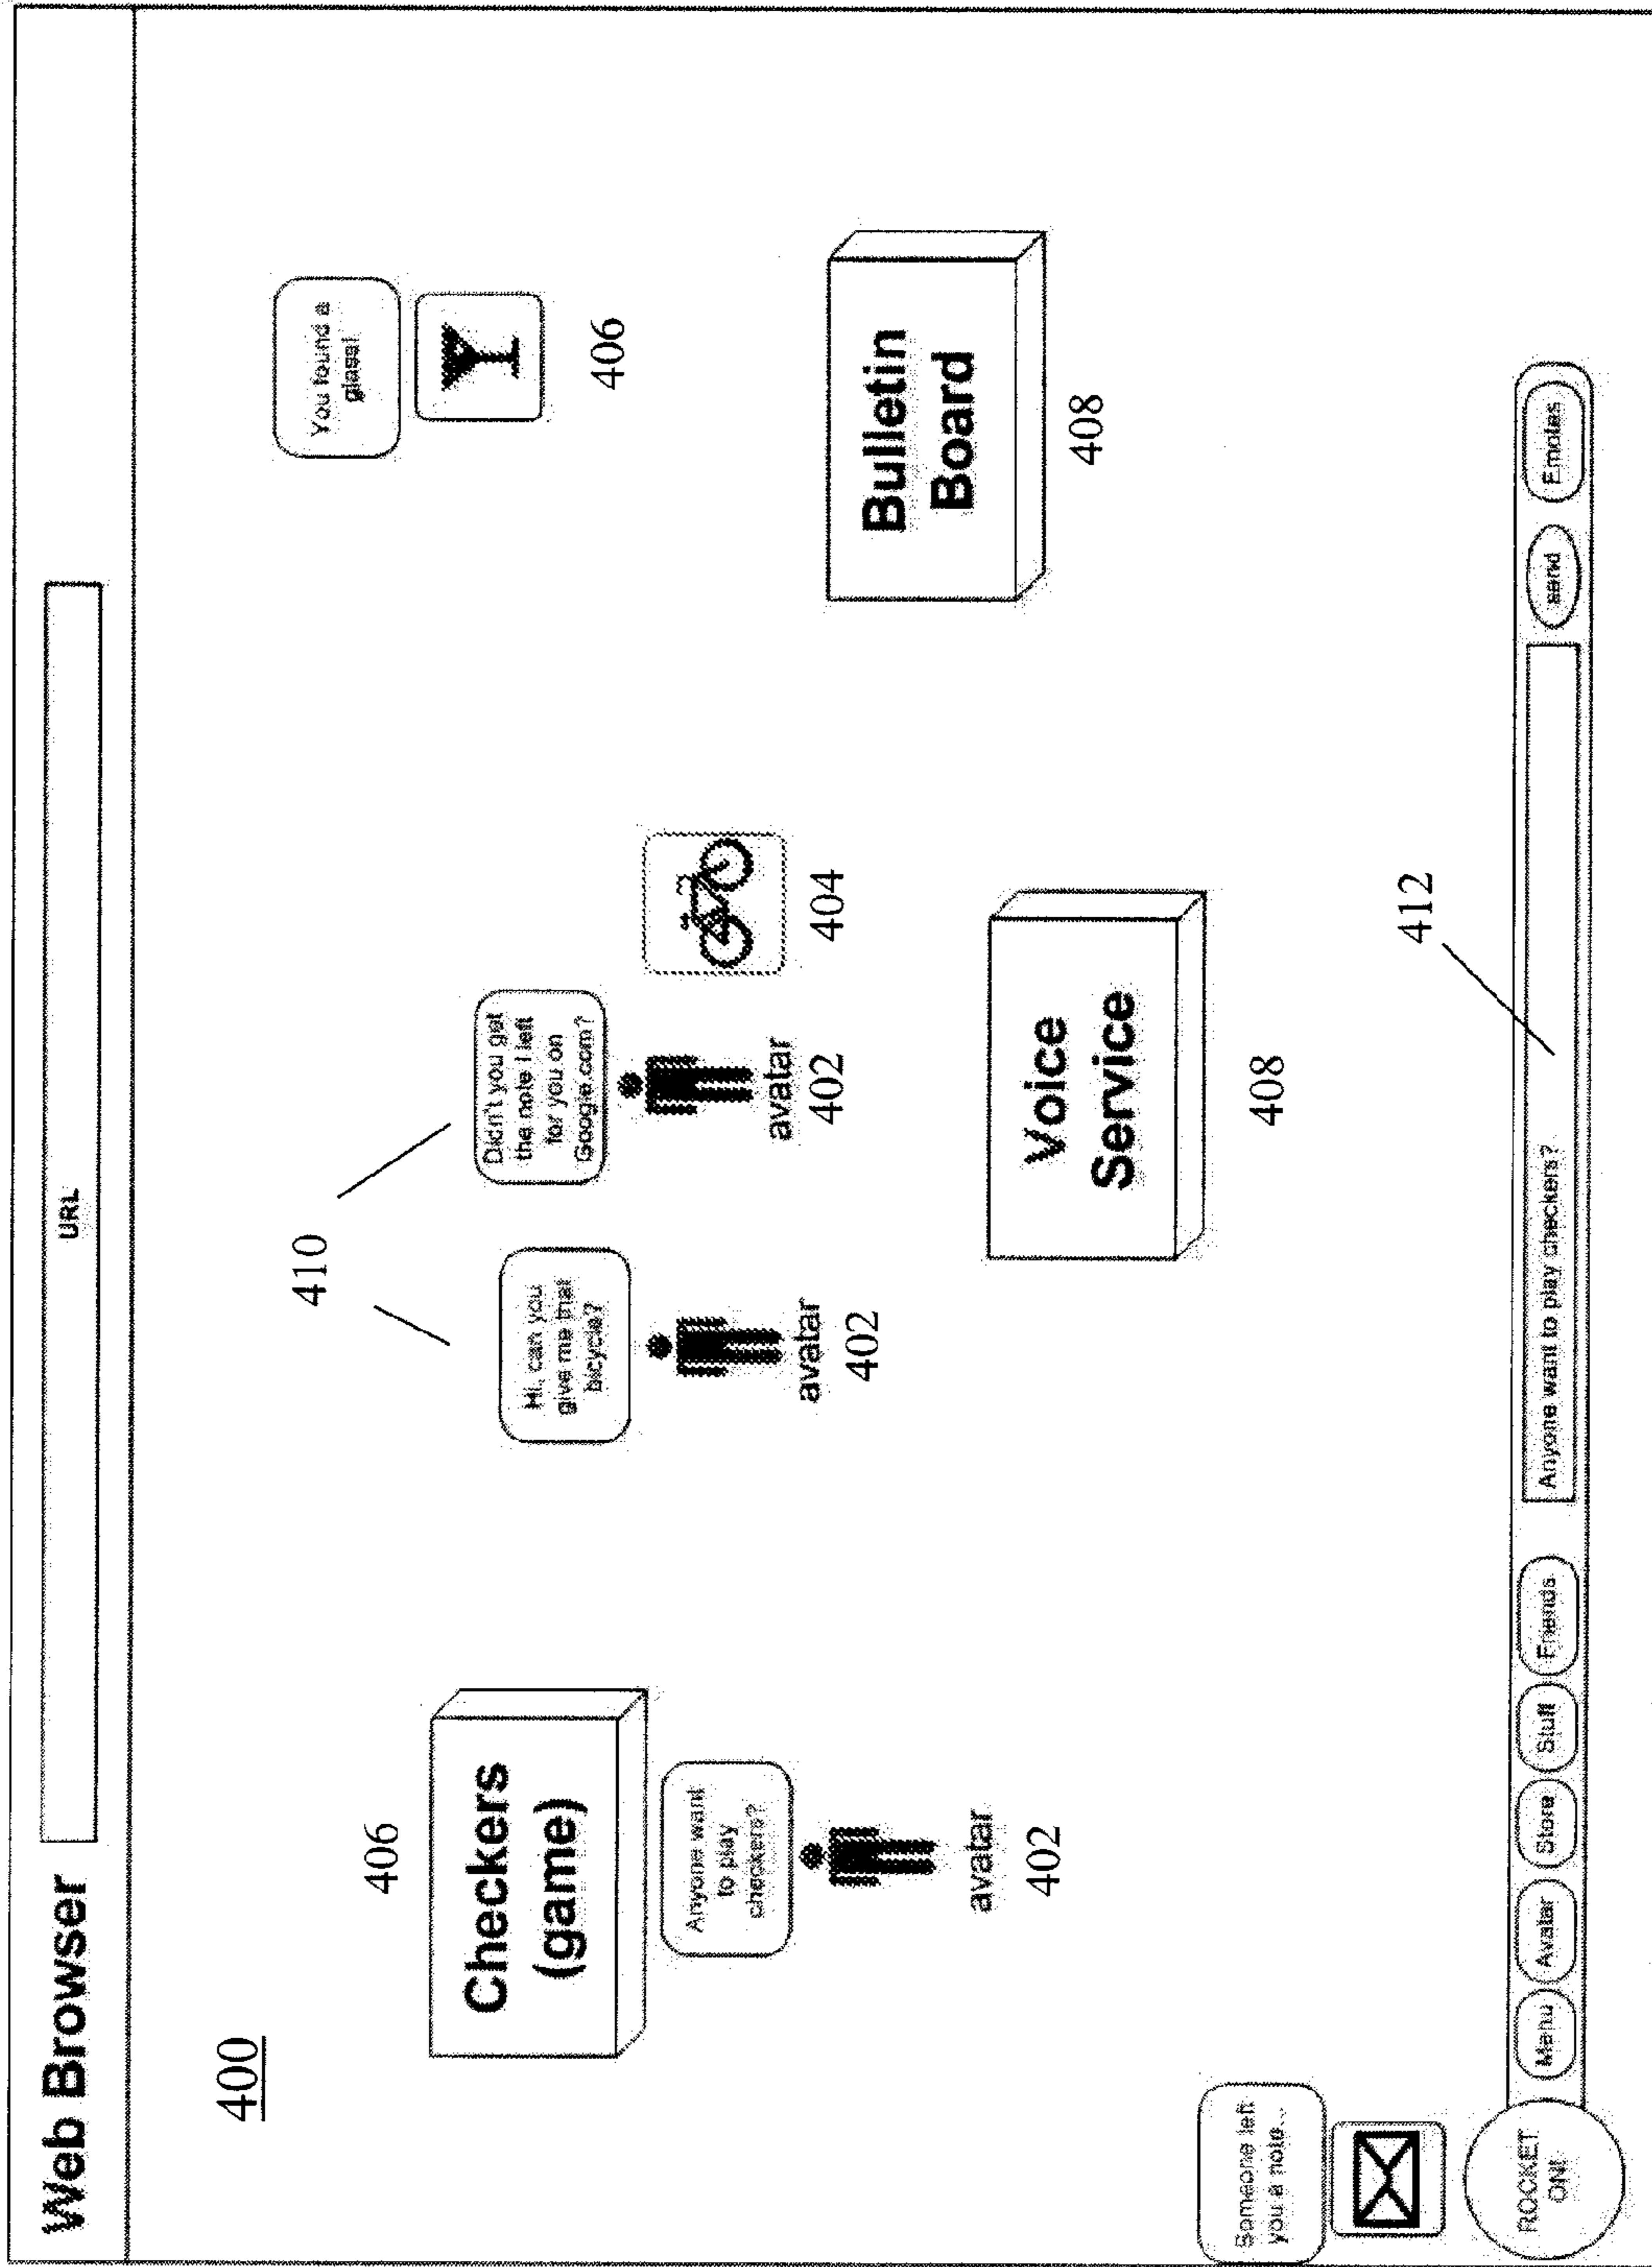 Web Browser
URL
400
410
You found a
glass!
406
406
Checkers
(game)
Anyone want
to play
checkers?
avatar
402
Hi, can you
give me that
bicycle?
avatar
402
Didn't you get
the note I left
for you on
Google.com?
avatar
402
404
Bulletin
Board
408
Voice
Service
408
412
Someone left
you a note...
ROCKET
ON!
Menu
Avatar
Store
Stuff
Friends
Anyone want to play checkers?
send
Emotes